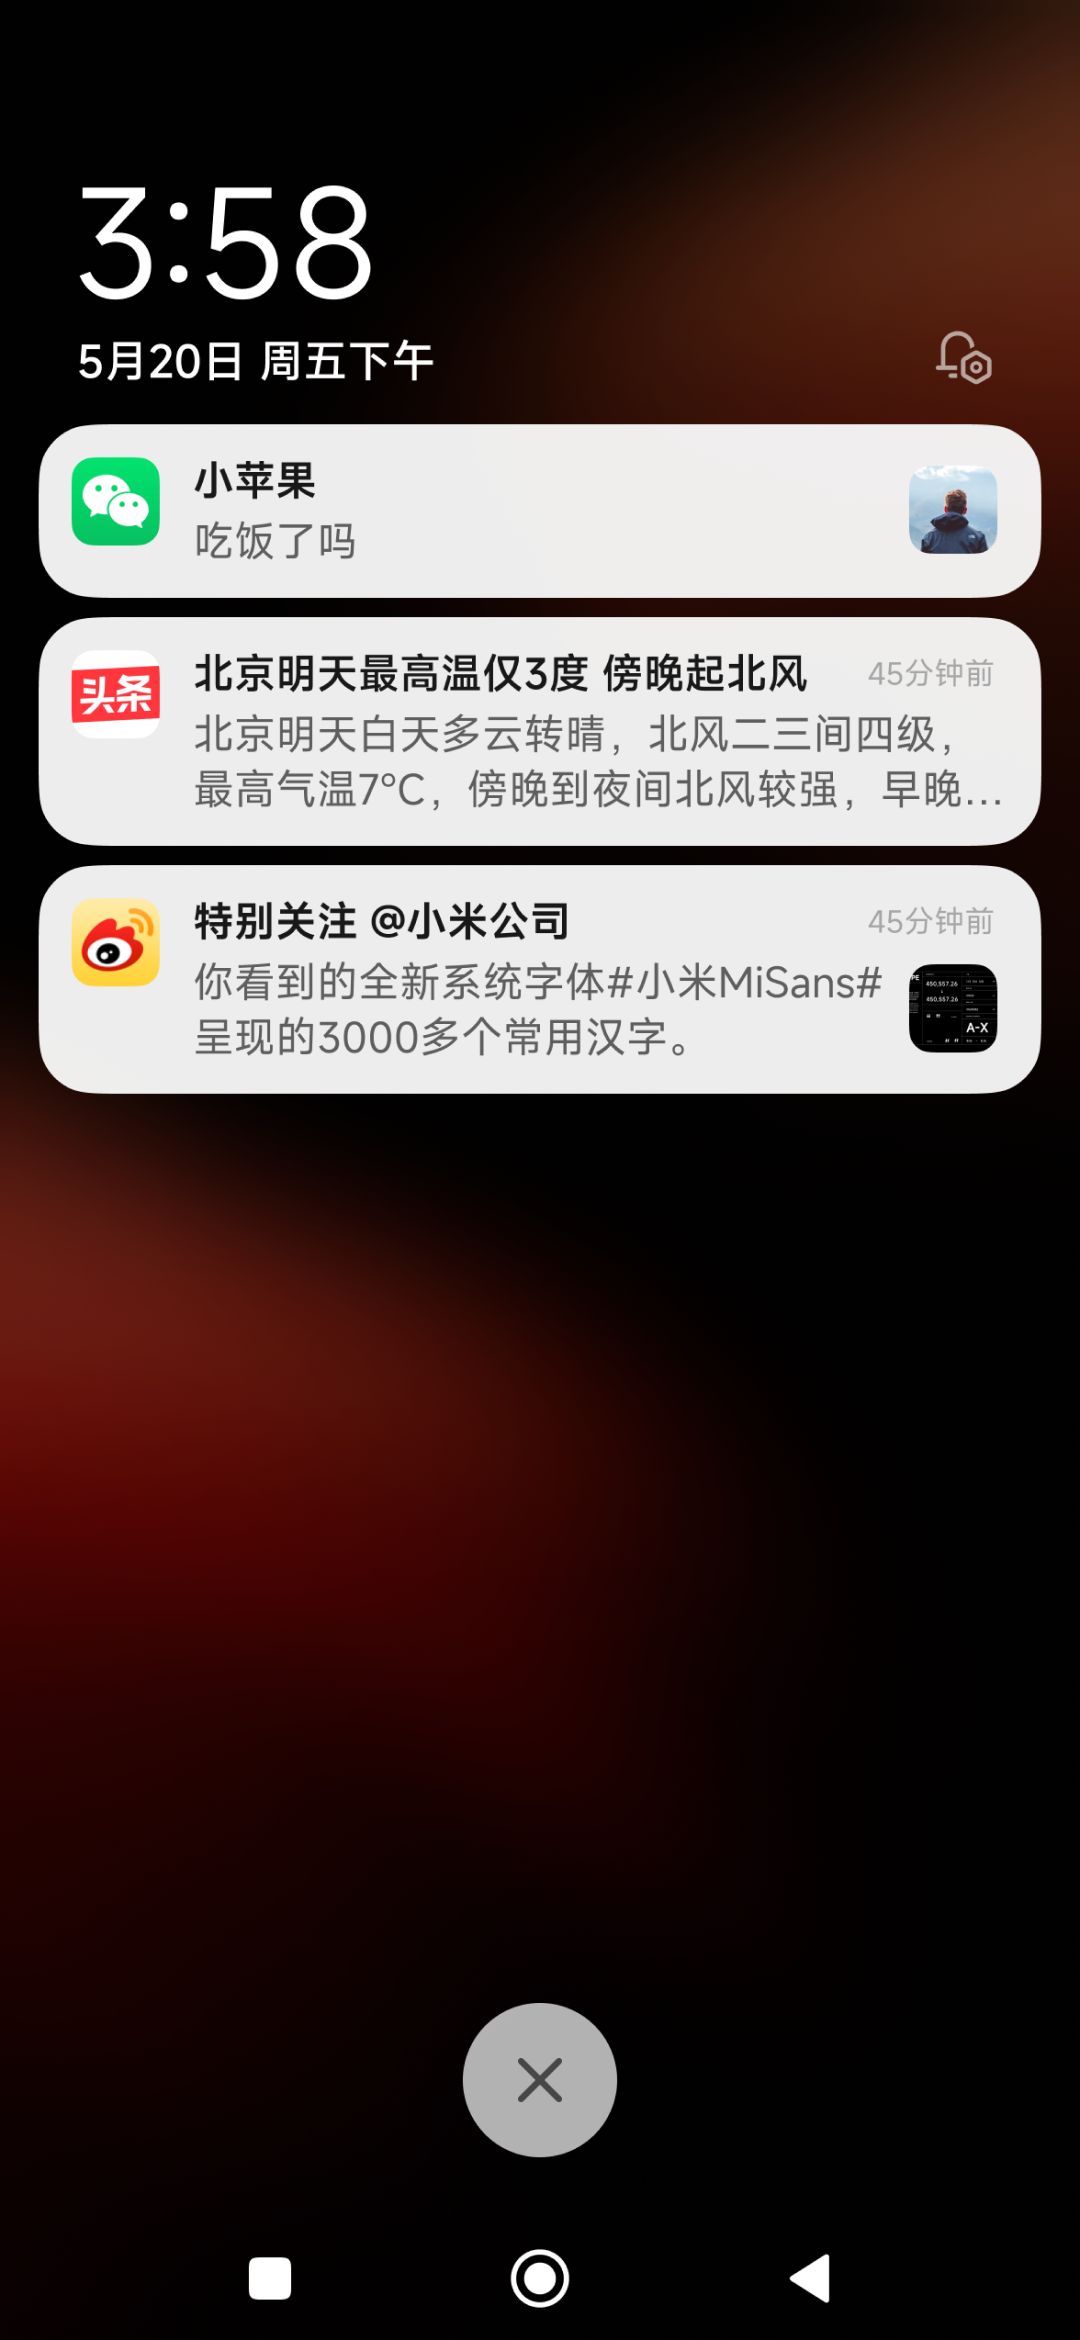 3:58
5月20日 周五下午
小苹果
吃饭了吗
头条
北京明天最高温仅3度 傍晚起北风
45分钟前
北京明天白天多云转晴，北风二三间四级，
最高气温7°C，傍晚到夜间北风较强，早晚...
特别关注 @小米公司
45分钟前
你看到的全新系统字体#小米MiSans#
呈现的3000多个常用汉字。
450,557.26
450,557.26
A-X